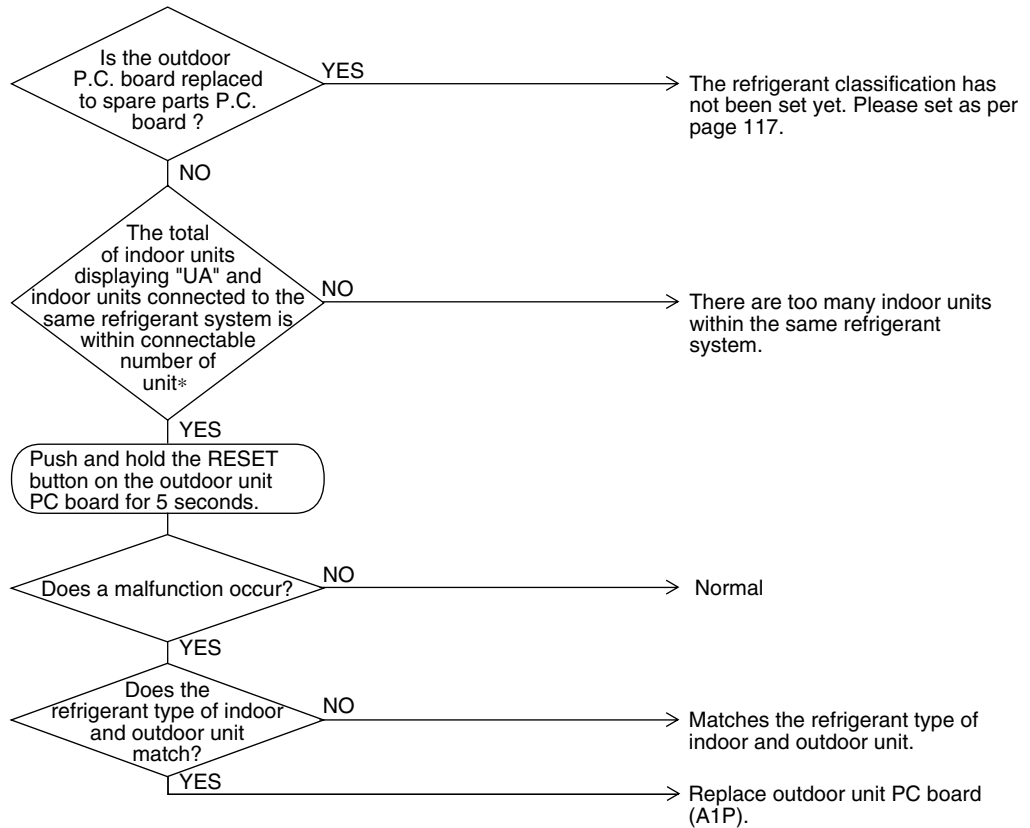 Is the outdoor
P.C. board replaced
to spare parts P.C.
board ?
YES
The refrigerant classification has
not been set yet. Please set as per
page 117.
NO
The total
of indoor units
displaying "UA" and
indoor units connected to the
same refrigerant system is
within connectable
number of
unit*
NO
There are too many indoor units
within the same refrigerant
system.
YES
Push and hold the RESET
button on the outdoor unit
PC board for 5 seconds.
Does a malfunction occur?
NO
Normal
YES
Does the
refrigerant type of indoor
and outdoor unit
match?
NO
Matches the refrigerant type of
indoor and outdoor unit.
YES
Replace outdoor unit PC board
(A1P).